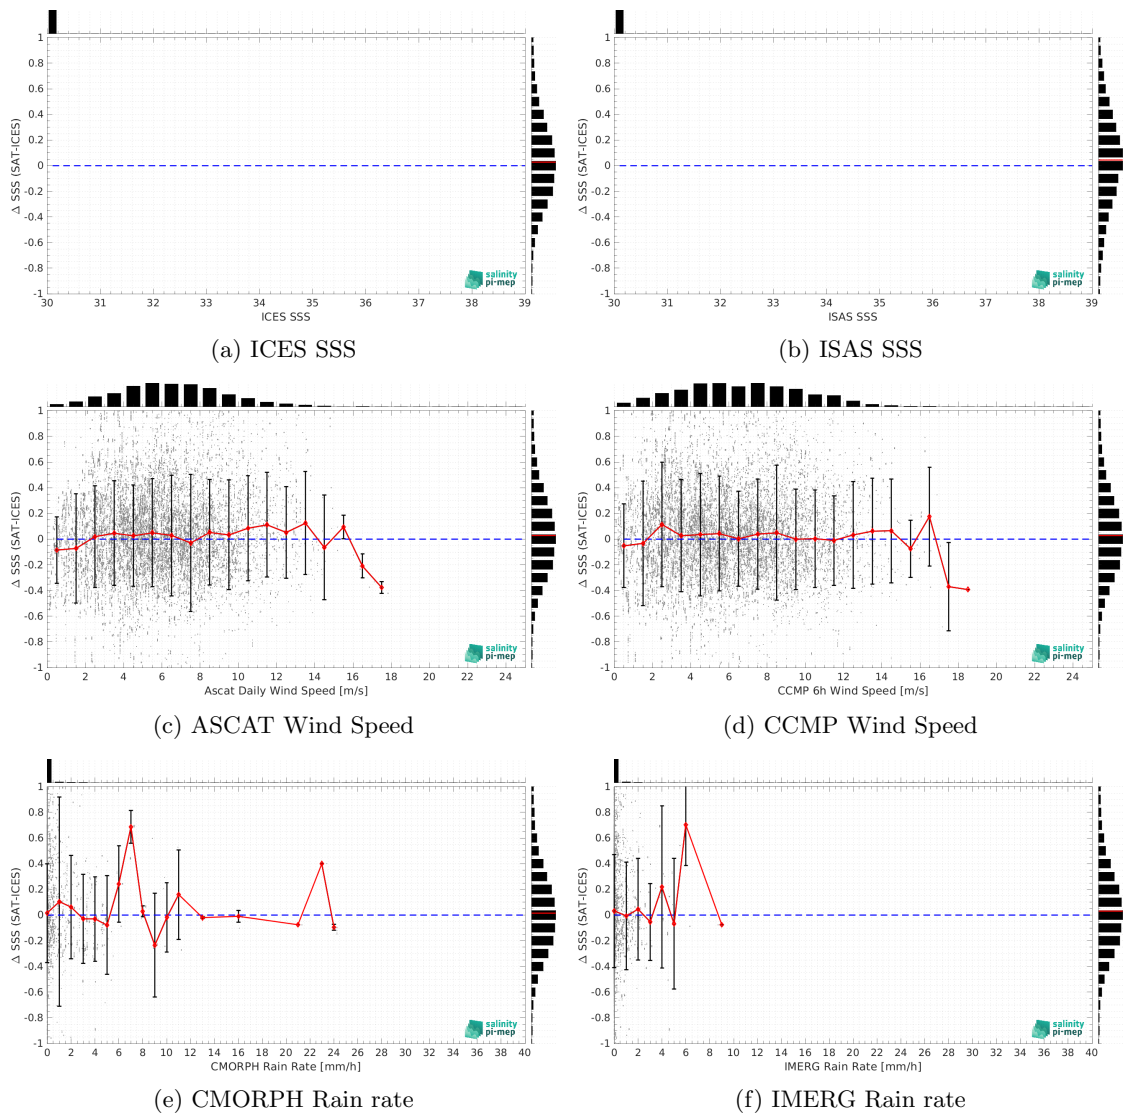 1
0.8
0.6
0.4
0.2
0
-0.2
-0.4
-0.6
-0.8
-1
Δ SSS (SAT-ICES)
30 31 32 33 34 35 36 37 38 39
ICES SSS
salinity
pi-mep
(a) ICES SSS
1
0.8
0.6
0.4
0.2
0
-0.2
-0.4
-0.6
-0.8
-1
Δ SSS (SAT-ICES)
30 31 32 33 34 35 36 37 38 39
ISAS SSS
salinity
pi-mep
(b) ISAS SSS
1
0.8
0.6
0.4
0.2
0
-0.2
-0.4
-0.6
-0.8
-1
Δ SSS (SAT-ICES)
0 2 4 6 8 10 12 14 16 18 20 22 24
Ascat Daily Wind Speed [m/s]
salinity
pi-mep
(c) ASCAT Wind Speed
1
0.8
0.6
0.4
0.2
0
-0.2
-0.4
-0.6
-0.8
-1
Δ SSS (SAT-ICES)
0 2 4 6 8 10 12 14 16 18 20 22 24
CCMP 6h Wind Speed [m/s]
salinity
pi-mep
(d) CCMP Wind Speed
1
0.8
0.6
0.4
0.2
0
-0.2
-0.4
-0.6
-0.8
-1
Δ SSS (SAT-ICES)
0 2 4 6 8 10 12 14 16 18 20 22 24 26 28 30 32 34 36 38 40
CMORPH Rain Rate [mm/h]
salinity
pi-mep
(e) CMORPH Rain rate
1
0.8
0.6
0.4
0.2
0
-0.2
-0.4
-0.6
-0.8
-1
Δ SSS (SAT-ICES)
0 2 4 6 8 10 12 14 16 18 20 22 24 26 28 30 32 34 36 38 40
IMERG Rain Rate [mm/h]
salinity
pi-mep
(f) IMERG Rain rate